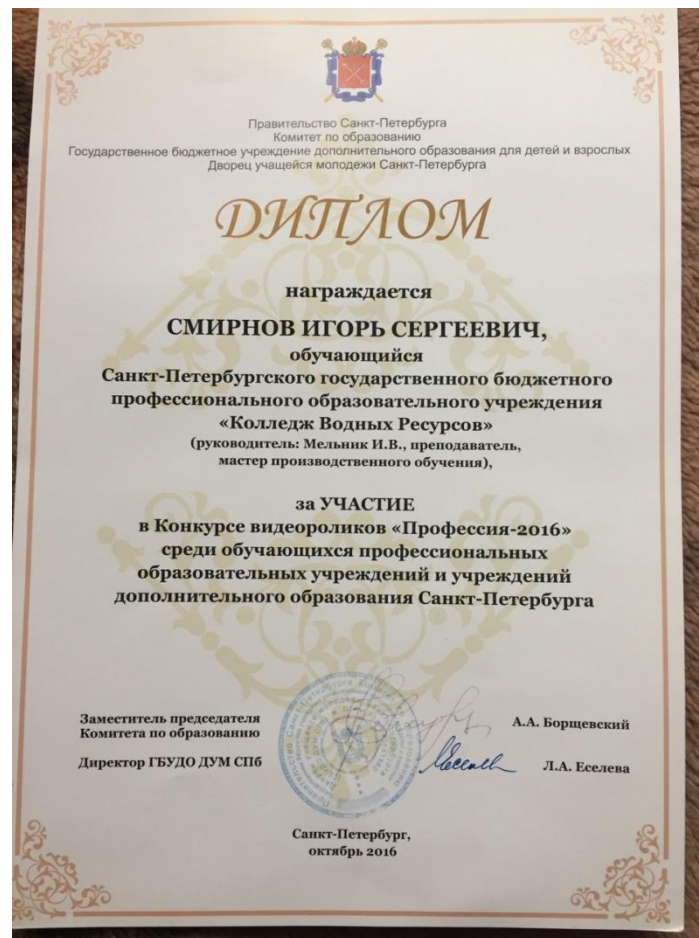 Правительство Санкт-Петербурга
Комитет по образованию
Государственное бюджетное учреждение дополнительного образования для детей и взрослых
Дворец учащейся молодежи Санкт-Петербурга
ДИПЛОМ
награждается
СМИРНОВ ИГОРЬ СЕРГЕЕВИЧ,
обучающийся
Санкт-Петербургского государственного бюджетного
профессионального образовательного учреждения
«Колледж Водных Ресурсов»
(руководитель: Мельник И.В., преподаватель,
мастер производственного обучения),
за УЧАСТИЕ
в Конкурсе видеороликов «Профессия-2016»
среди обучающихся профессиональных
образовательных учреждений и учреждений
дополнительного образования Санкт-Петербурга
Заместитель председателя
Комитета по образованию
А.А. Борщевский
Директор ГБУДО ДУМ СПб
Л.А. Еселева
Санкт-Петербург,
октябрь 2016